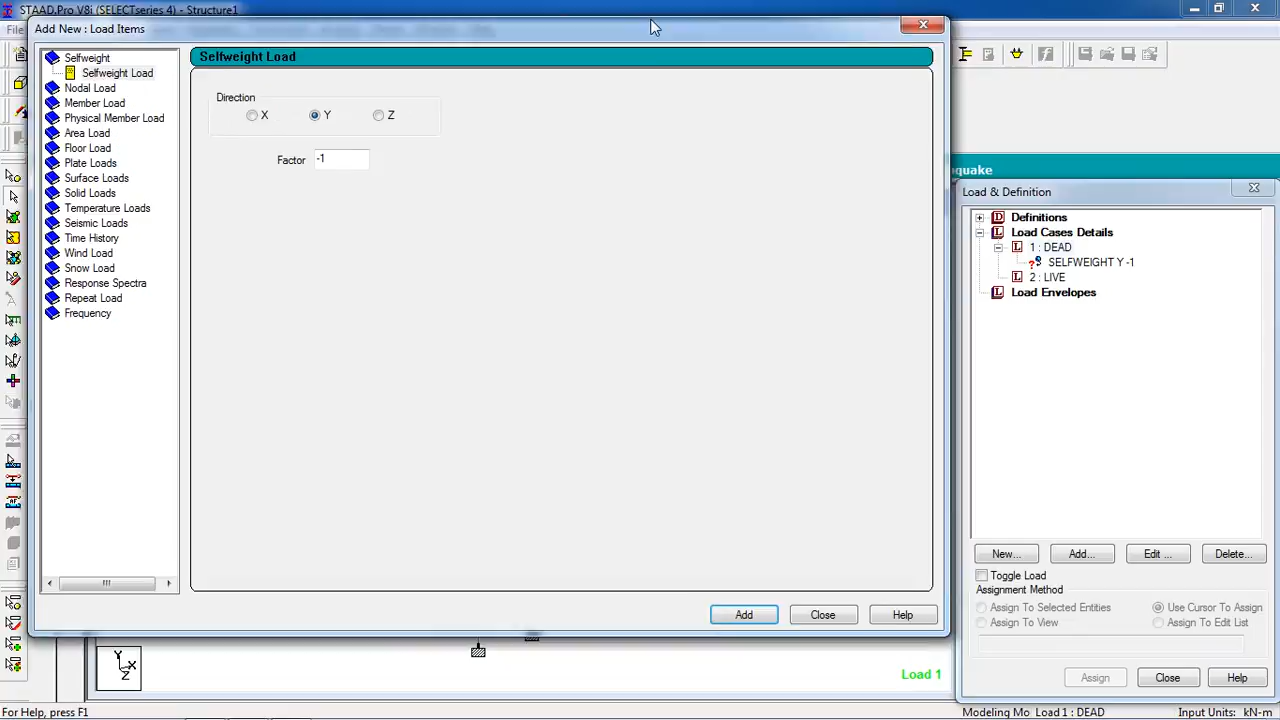 STAAD.Pro V8i (SELECTseries 4) - Structure1
File
Add New : Load Items
Selfweight
Selfweight Load
Nodal Load
Member Load
Physical Member Load
Area Load
Floor Load
Plate Loads
Surface Loads
Solid Loads
Temperature Loads
Seismic Loads
Time History
Wind Load
Snow Load
Response Spectra
Repeat Load
Frequency
Selfweight Load
Direction
X Y Z
Factor -1
Add Close Help
quake
Load & Definition
Definitions
Load Cases Details
1 : DEAD
SELFWEIGHT Y -1
2 : LIVE
Load Envelopes
New... Add... Edit ... Delete...
Toggle Load
Assignment Method
Assign To Selected Entities Use Cursor To Assign
Assign To View Assign To Edit List
Assign Close Help
Y
X
Z
Load 1
For Help, press F1
Modeling Mo Load 1 : DEAD Input Units: kN-m